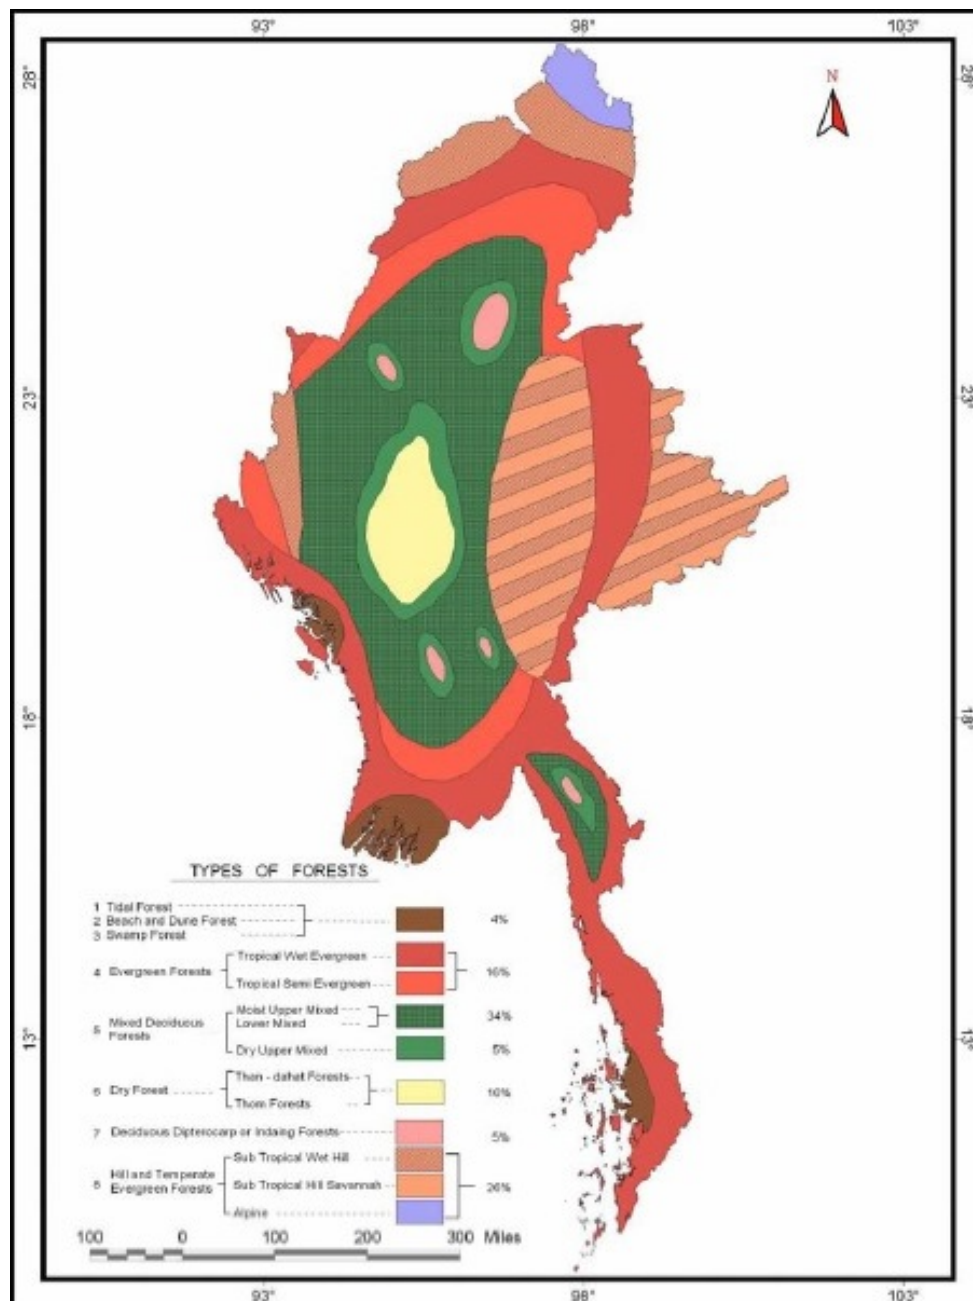 93° 98° 103°
28° 28°
N
23° 23°
18° 18°
TYPES OF FORESTS
1 Tidal Forest
2 Beach and Dune Forest 4%
3 Swamp Forest
Tropical Wet Evergreen
4 Evergreen Forests 16%
Tropical Semi Evergreen
Moist Upper Mixed 34%
Lower Mixed
5 Mixed Deciduous
Forests
Dry Upper Mixed 5%
13° 13°
Than - dahat Forests
6 Dry Forest 10%
Thorn Forests
7 Deciduous Dipterocarp or Indaing Forests 5%
Sub Tropical Wet Hill
8 Hill and Temperate
Evergreen Forests
Sub Tropical Hill Savannah 26%
Alpine
100 0 100 200 300 Miles
93° 98° 103°